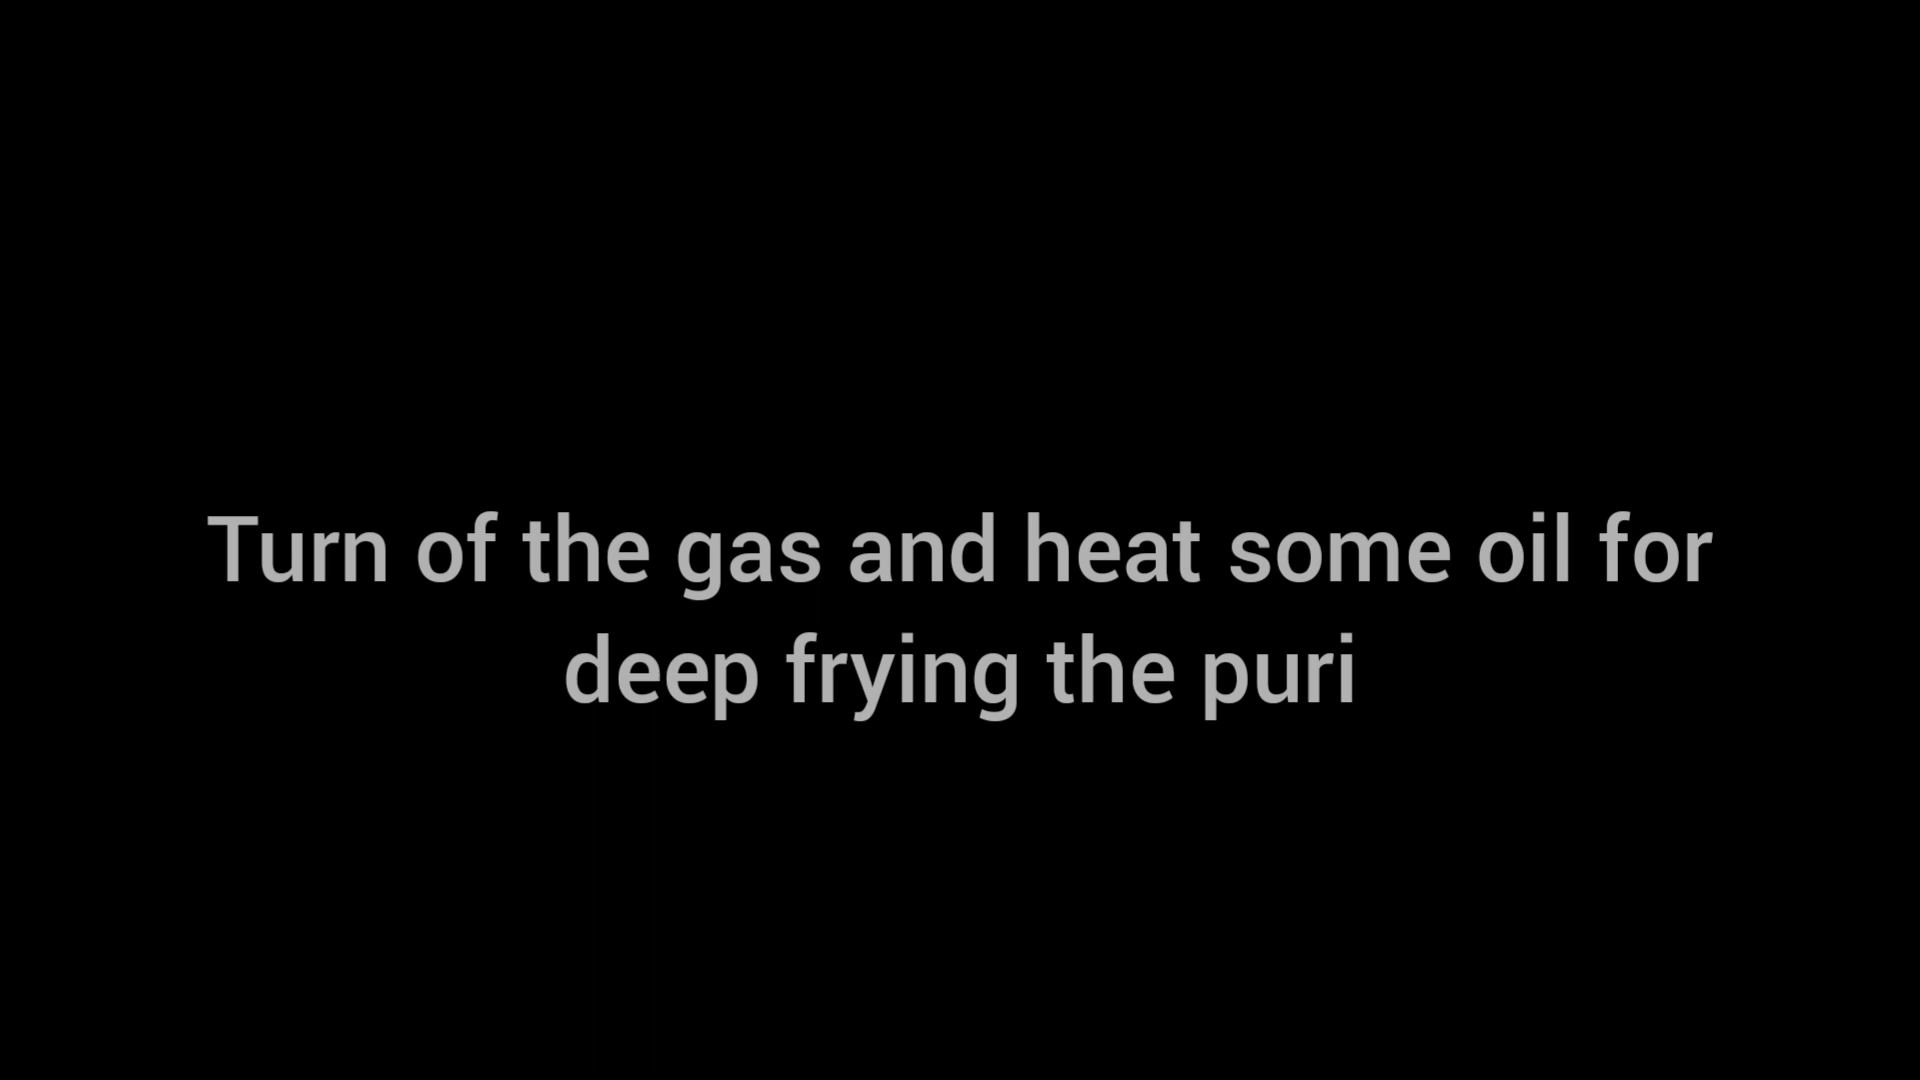 Turn of the gas and heat some oil for
deep frying the puri